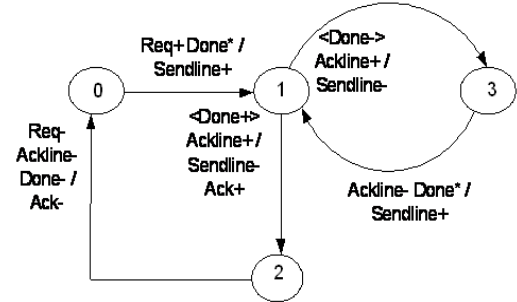 Req+ Done* /
Sendline+
<Done->
Ackline+ /
Sendline-
0
1
3
<Done+>
Ackline+ /
Sendline-
Ack+
Req-
Ackline-
Done- /
Ack-
Ackline- Done* /
Sendline+
2